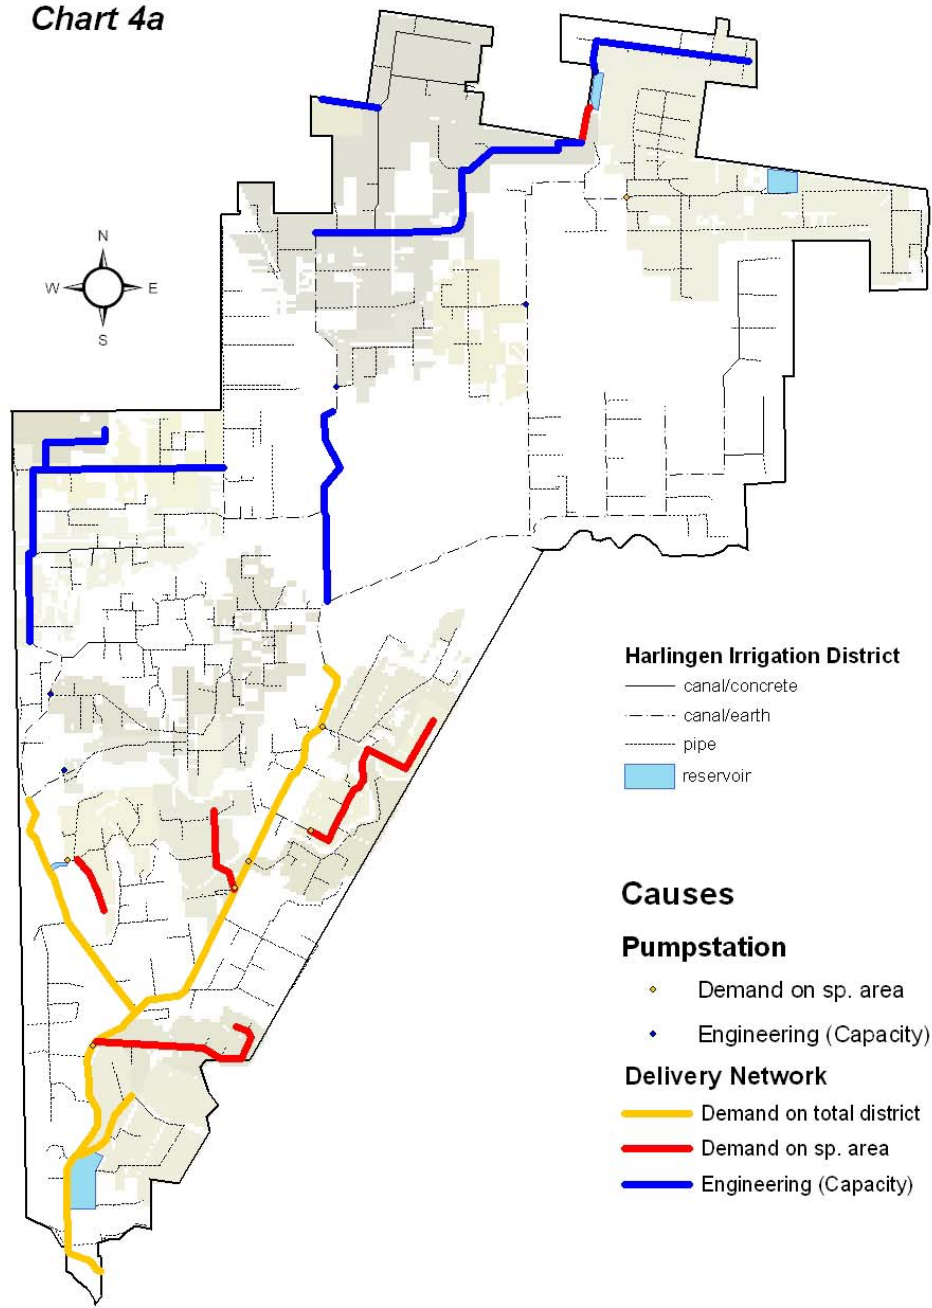 Chart 4a
N
W E
S
Harlingen Irrigation District
canal/concrete
canal/earth
pipe
reservoir
Causes
Pumpstation
Demand on sp. area
Engineering (Capacity)
Delivery Network
Demand on total district
Demand on sp. area
Engineering (Capacity)